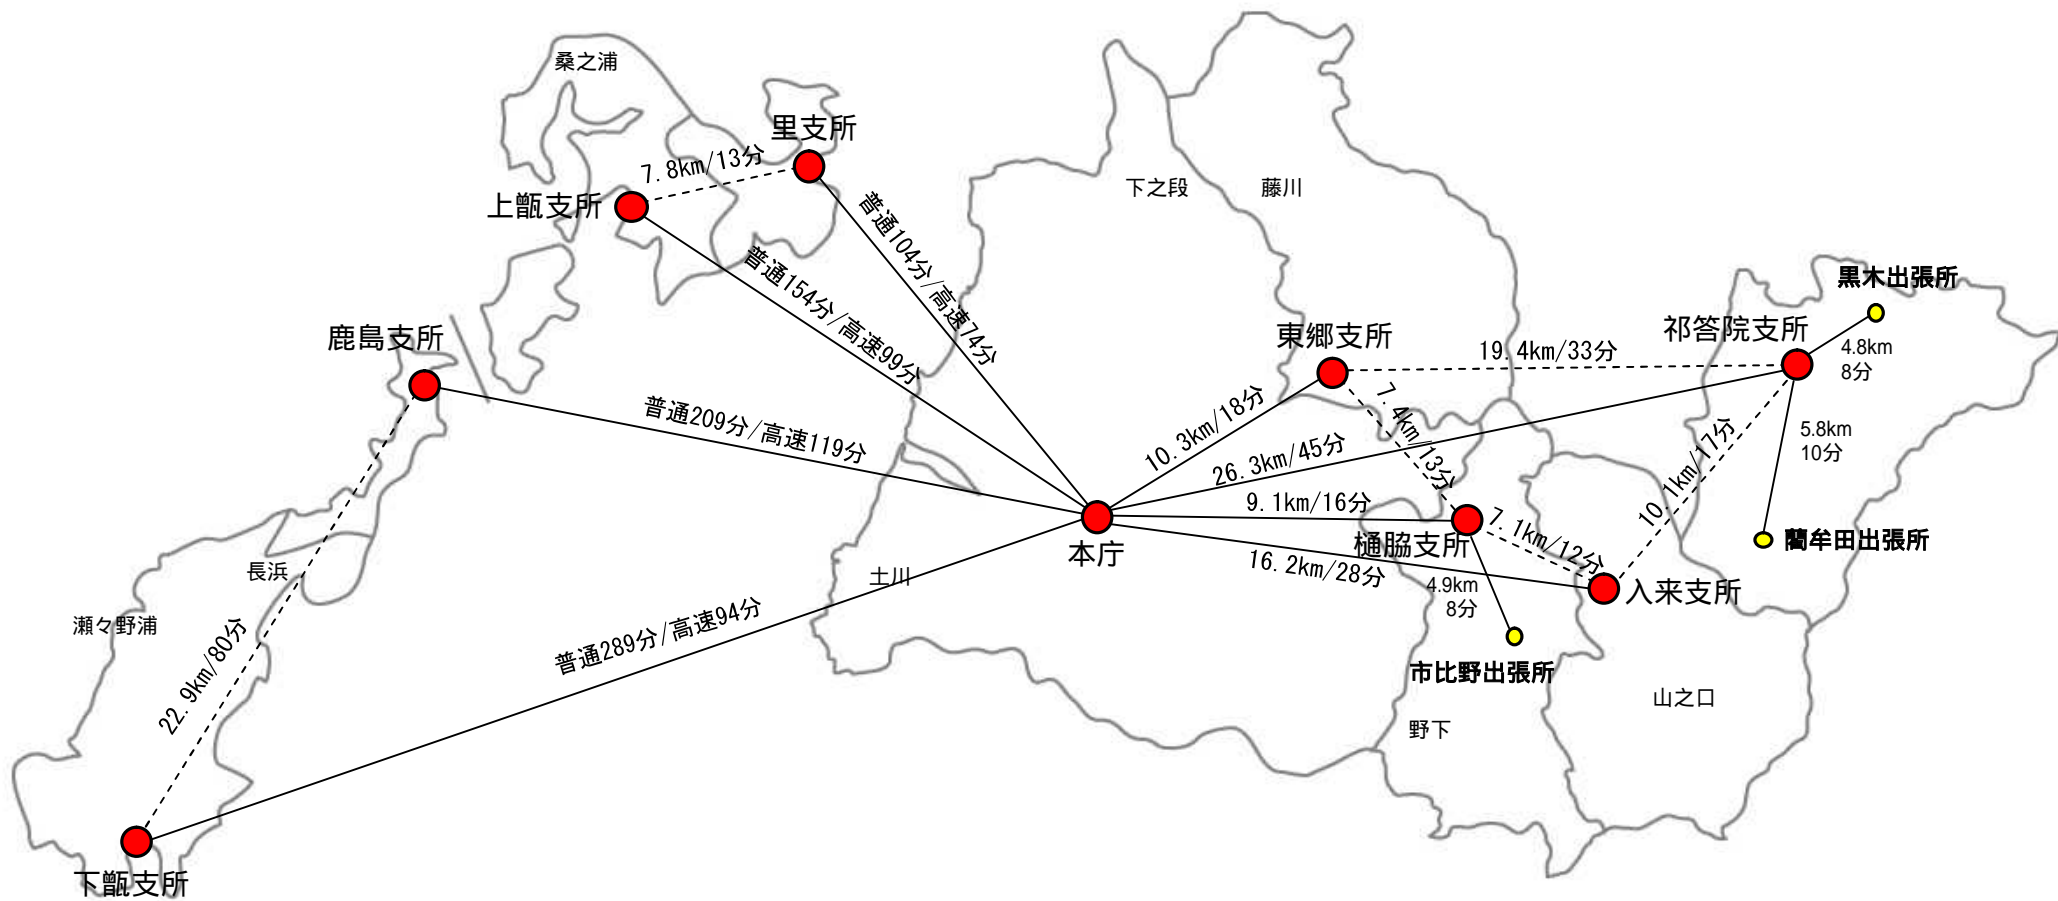 桑之浦
里支所
7.8km/13分
上甑支所
下之段
藤川
普通104分/高速74分
普通154分/高速99分
黒木出張所
鹿島支所
東郷支所
祁答院支所
19.4km/33分
4.8km
8分
普通209分/高速119分
10.3km/18分
7.4km/13分
26.3km/45分
10.1km/17分
5.8km
10分
9.1km/16分
7.1km/12分
本庁
樋脇支所
藺牟田出張所
長浜
土川
16.2km/28分
4.9km
8分
入来支所
瀬々野浦
22.9km/80分
普通289分/高速94分
市比野出張所
山之口
野下
下甑支所